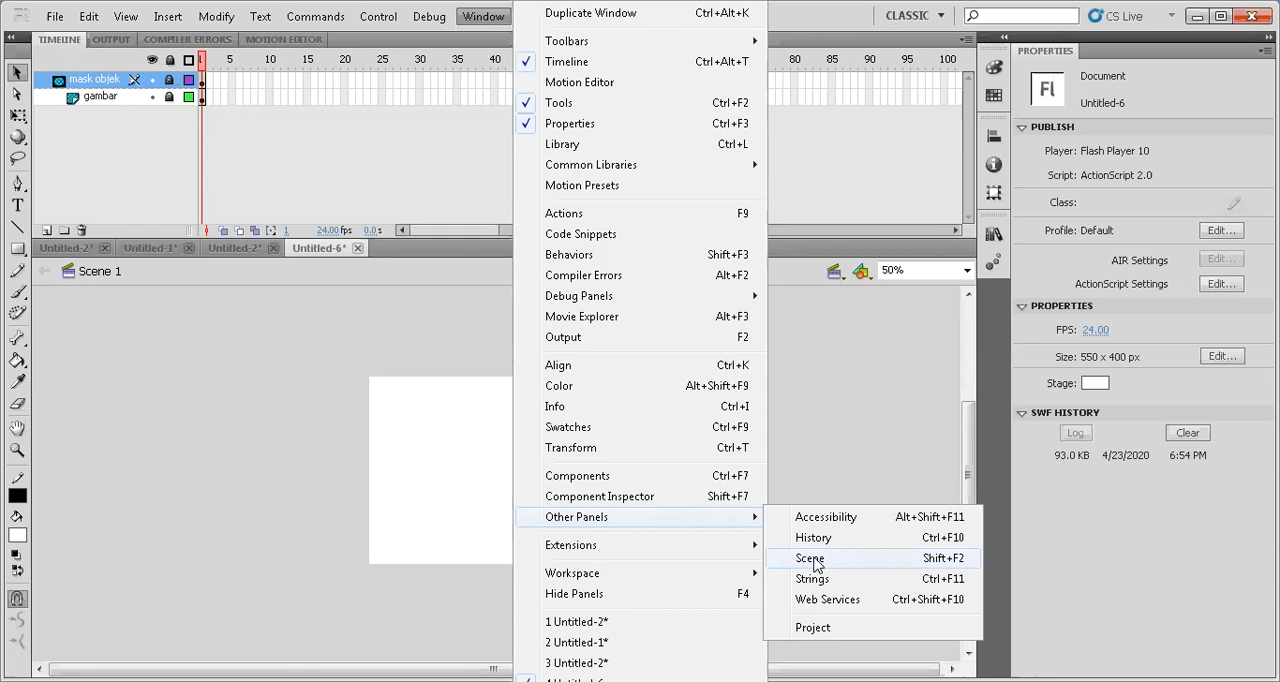 File Edit View Insert Modify Text Commands Control Debug Window CLASSIC CS Live
TIMELINE OUTPUT COMPILER ERRORS MOTION EDITOR
1 5 10 15 20 25 30 35 40 80 85 90 95 100
mask objek
gambar
1 24.00 fps 0.0s
Untitled-2* Untitled-1* Untitled-2* Untitled-6*
Scene 1 50%
Duplicate Window Ctrl+Alt+K
Toolbars
Timeline Ctrl+Alt+T
Motion Editor
Tools Ctrl+F2
Properties Ctrl+F3
Library Ctrl+L
Common Libraries
Motion Presets
Actions F9
Code Snippets
Behaviors Shift+F3
Compiler Errors Alt+F2
Debug Panels
Movie Explorer Alt+F3
Output F2
Align Ctrl+K
Color Alt+Shift+F9
Info Ctrl+I
Swatches Ctrl+F9
Transform Ctrl+T
Components Ctrl+F7
Component Inspector Shift+F7
Other Panels
Extensions
Workspace
Hide Panels F4
1 Untitled-2*
2 Untitled-1*
3 Untitled-2*
Accessibility Alt+Shift+F11
History Ctrl+F10
Scene Shift+F2
Strings Ctrl+F11
Web Services Ctrl+Shift+F10
Project
PROPERTIES
Fl
Document
Untitled-6
PUBLISH
Player: Flash Player 10
Script: ActionScript 2.0
Class:
Profile: Default Edit...
AIR Settings Edit...
ActionScript Settings Edit...
PROPERTIES
FPS: 24.00
Size: 550 x 400 px Edit...
Stage:
SWF HISTORY
Log Clear
93.0 KB 4/23/2020 6:54 PM